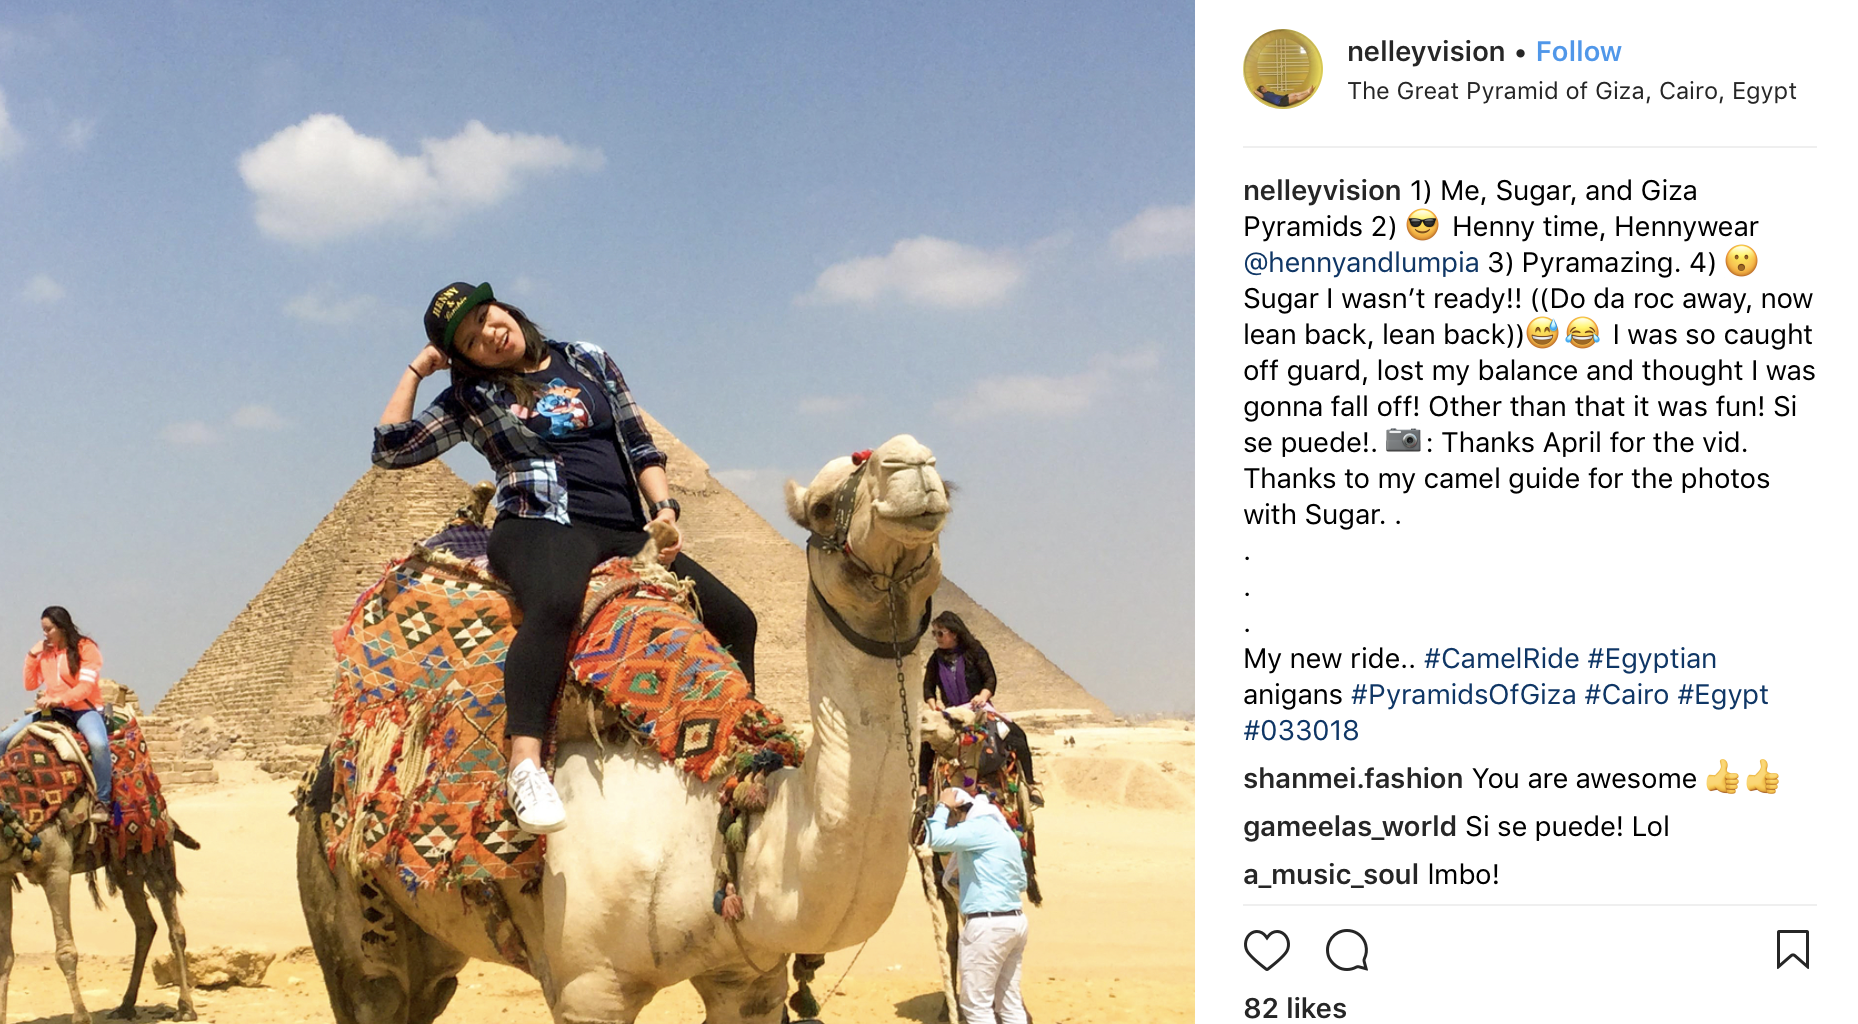 HENNY
&
Lumpia
nelleyvision • Follow
The Great Pyramid of Giza, Cairo, Egypt
nelleyvision 1) Me, Sugar, and Giza
Pyramids 2) 😎 Henny time, Hennywear
@hennyandlumpia 3) Pyramazing. 4) 😮
Sugar I wasn’t ready!! ((Do da roc away, now
lean back, lean back))😅😂 I was so caught
off guard, lost my balance and thought I was
gonna fall off! Other than that it was fun! Si
se puede!. 📷: Thanks April for the vid.
Thanks to my camel guide for the photos
with Sugar. .
.
.
.
My new ride.. #CamelRide #Egyptian
anigans #PyramidsOfGiza #Cairo #Egypt
#033018
shanmei.fashion You are awesome 👍👍
gameelas_world Si se puede! Lol
a_music_soul lmbo!
82 likes